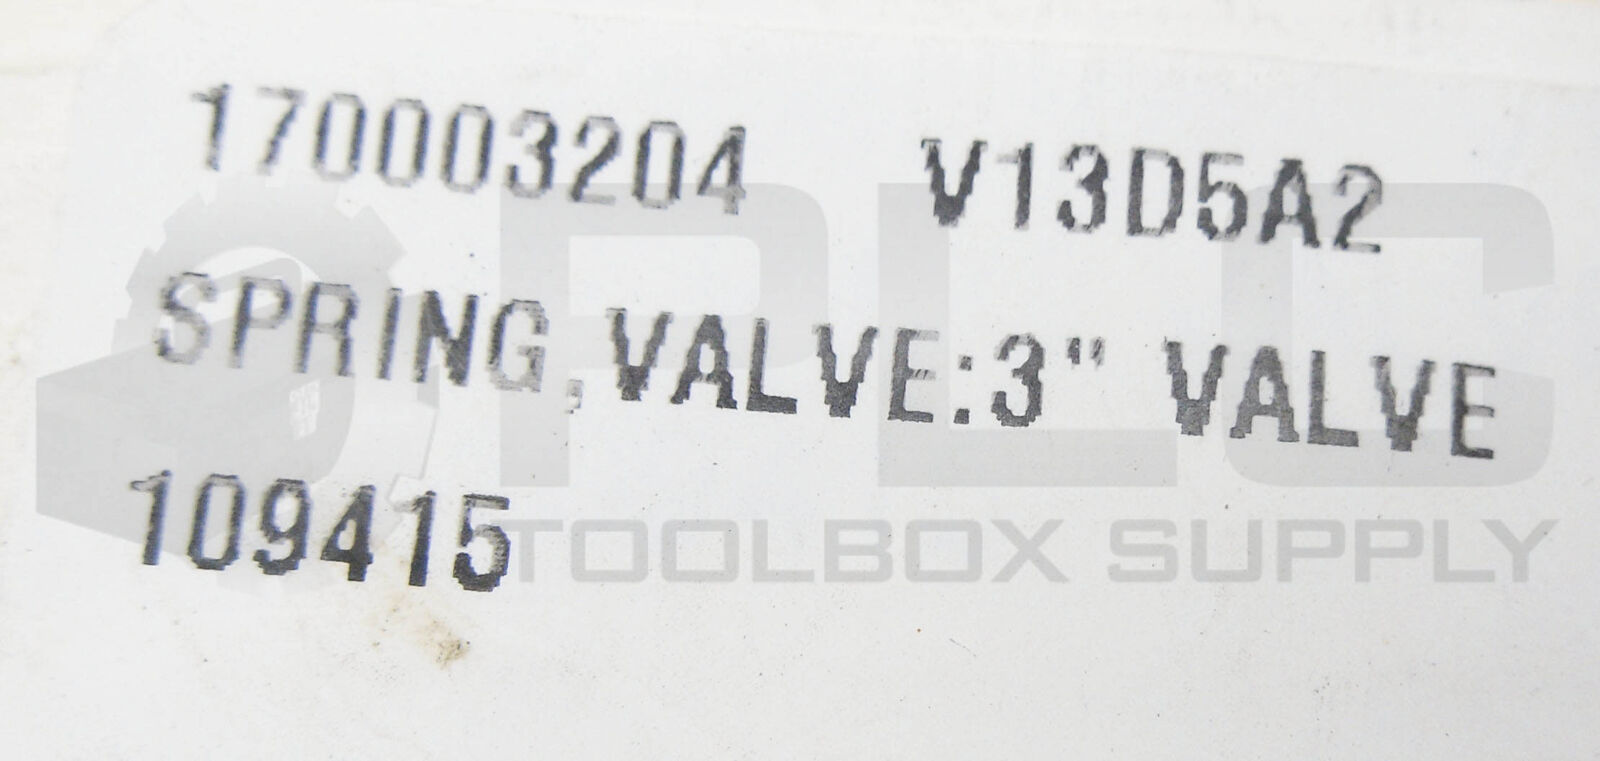 170003204 V13D5A2
SPRING,VALVE:3" VALVE
109415
PLC
TOOLBOX SUPPLY